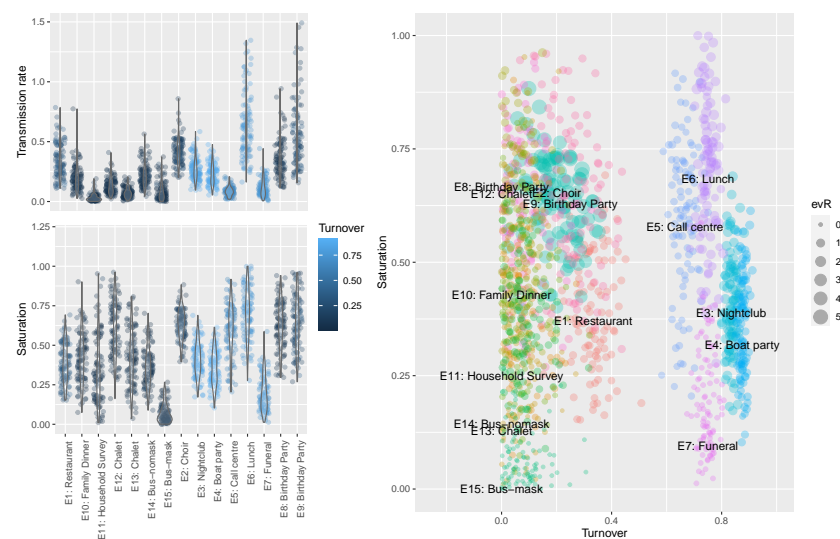 Transmission rate
1.5
1.0
0.5
0.0
Saturation
1.25
1.00
0.75
0.50
0.25
0.00
E1: Restaurant
E10: Family Dinner
E11: Household Survey
E12: Chalet
E13: Chalet
E14: Bus−nomask
E15: Bus−mask
E2: Choir
E3: Nightclub
E4: Boat party
E5: Call centre
E6: Lunch
E7: Funeral
E8: Birthday Party
E9: Birthday Party
Turnover
0.75
0.50
0.25
Saturation
1.00
0.75
0.50
0.25
0.00
E6: Lunch
E8: Birthday Party
E12: Chalet
E2: Choir
E9: Birthday Party
E5: Call centre
E10: Family Dinner
E3: Nightclub
E1: Restaurant
E4: Boat party
E11: Household Survey
E14: Bus−nomask
E13: Chalet
E7: Funeral
E15: Bus−mask
0.0
0.4
0.8
Turnover
evR
0
1
2
3
4
5